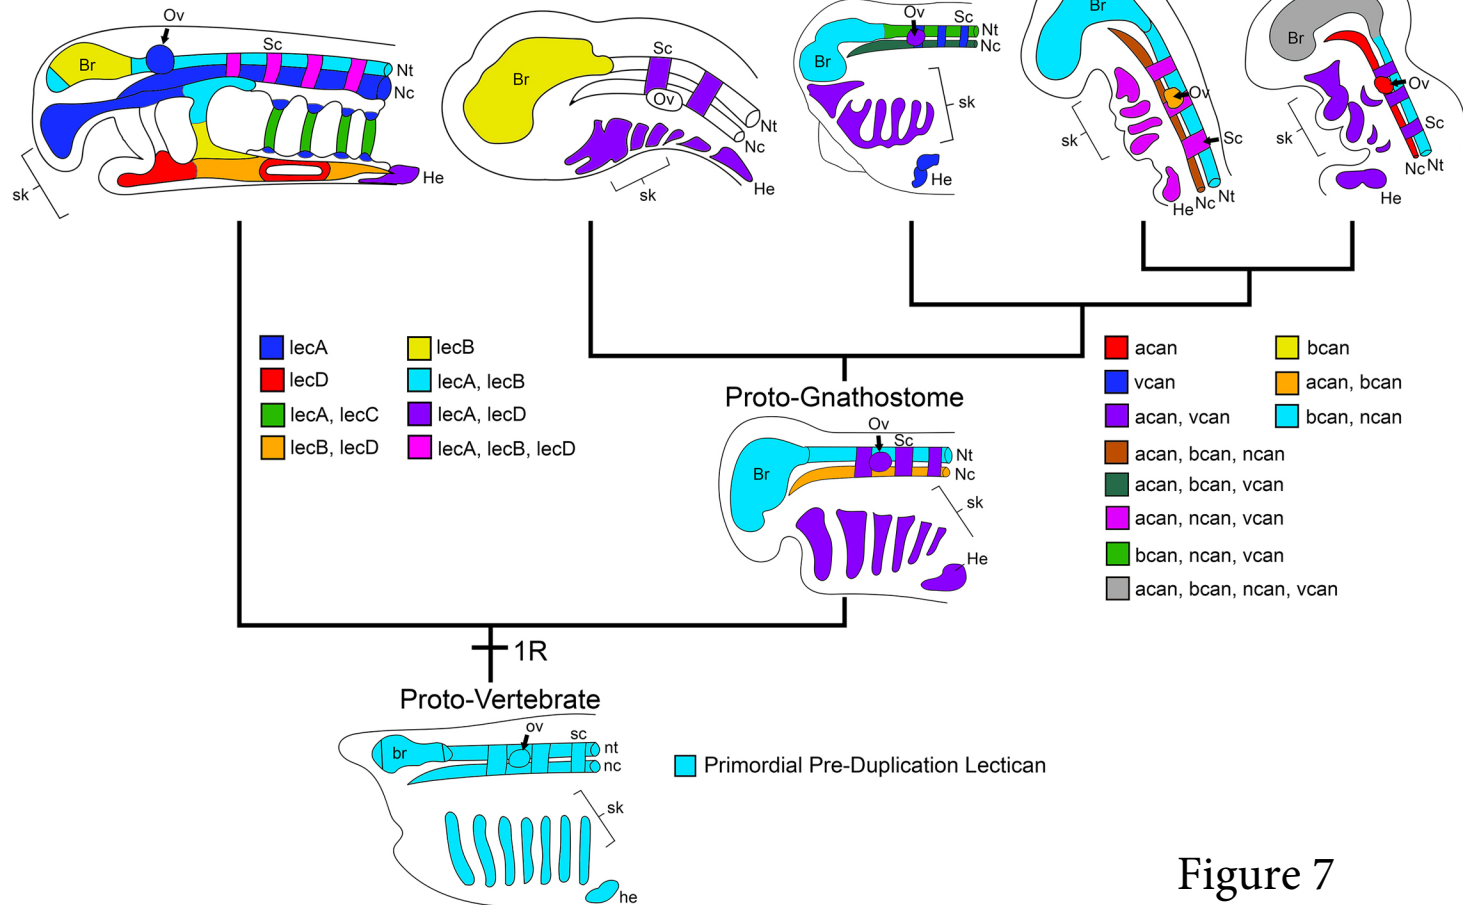 Ov
Br
Sc
Nt
Nc
sk
He
Br
Sc
Ov
Nt
Nc
sk
He
Ov
Sc
Nt
Nc
Br
sk
He
Br
Ov
sk
Sc
He
Nc
Nt
Br
Ov
sk
Sc
Nc
Nt
He
lecA
lecB
lecD
lecA, lecB
lecA, lecC
lecA, lecD
lecB, lecD
lecA, lecB, lecD
acan
bcan
vcan
acan, bcan
acan, vcan
bcan, ncan
acan, bcan, ncan
acan, bcan, vcan
acan, ncan, vcan
bcan, ncan, vcan
acan, bcan, ncan, vcan
Proto-Gnathostome
Ov
Sc
Nt
Nc
Br
sk
He
1R
Proto-Vertebrate
ov
sc
br
nt
nc
sk
he
Primordial Pre-Duplication Lectican
Figure 7